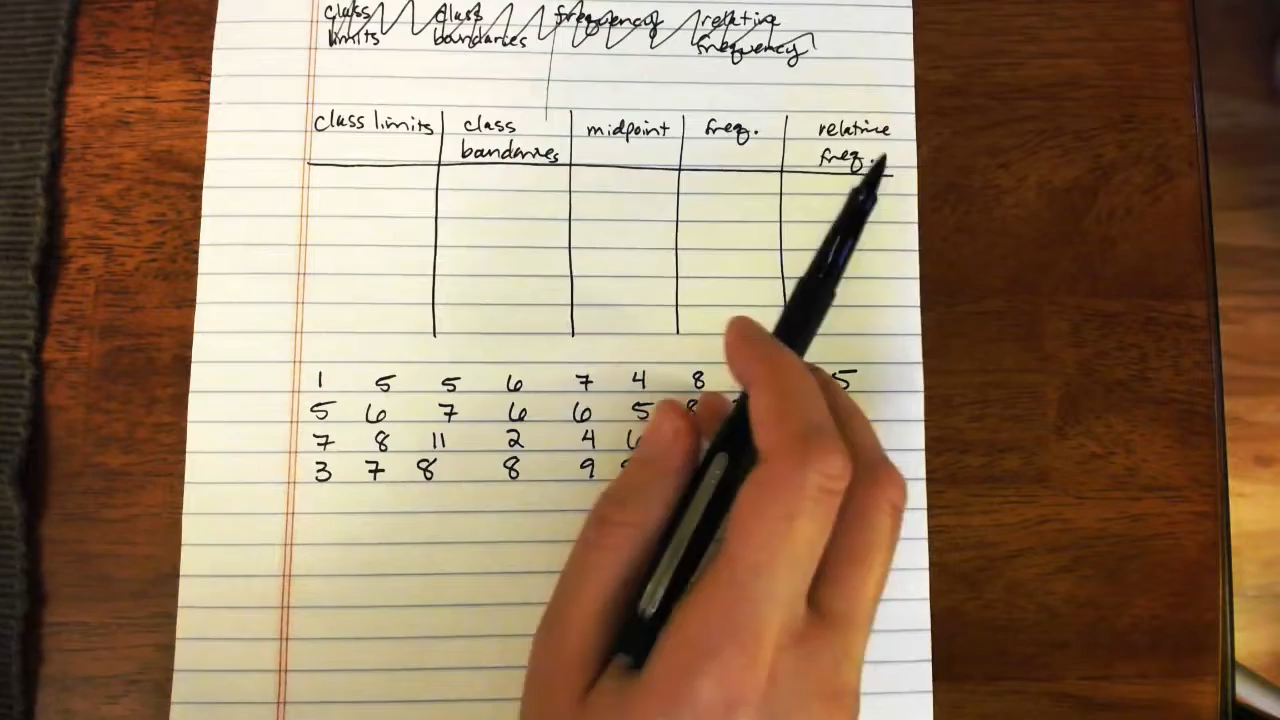 class class frequency relative
limits boundaries frequency
class limits class midpoint freq. relative
bondaries freq.
1 5 5 6 7 4 8 5
5 6 7 6 6 5 8
7 8 11 2 4
3 7 8 8 9